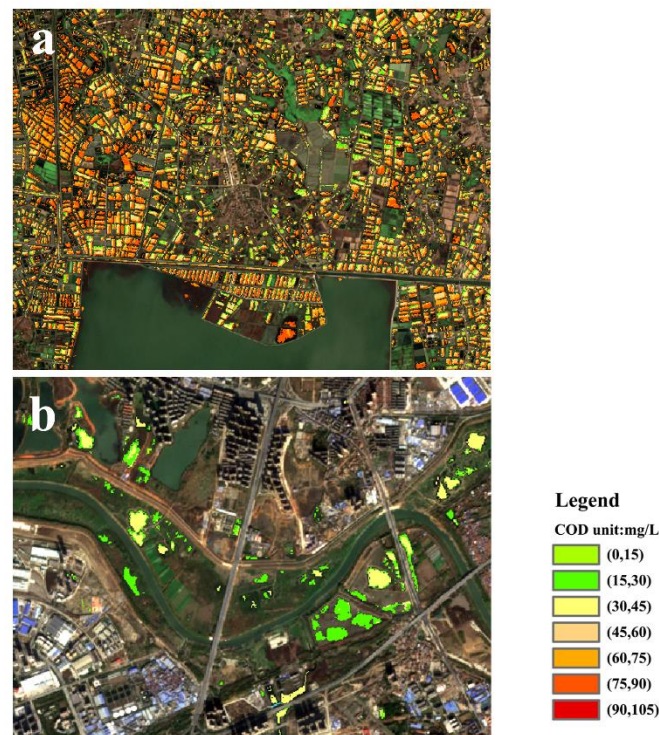 a
b
Legend
COD unit:mg/L
(0,15)
(15,30)
(30,45)
(45,60)
(60,75)
(75,90)
(90,105)